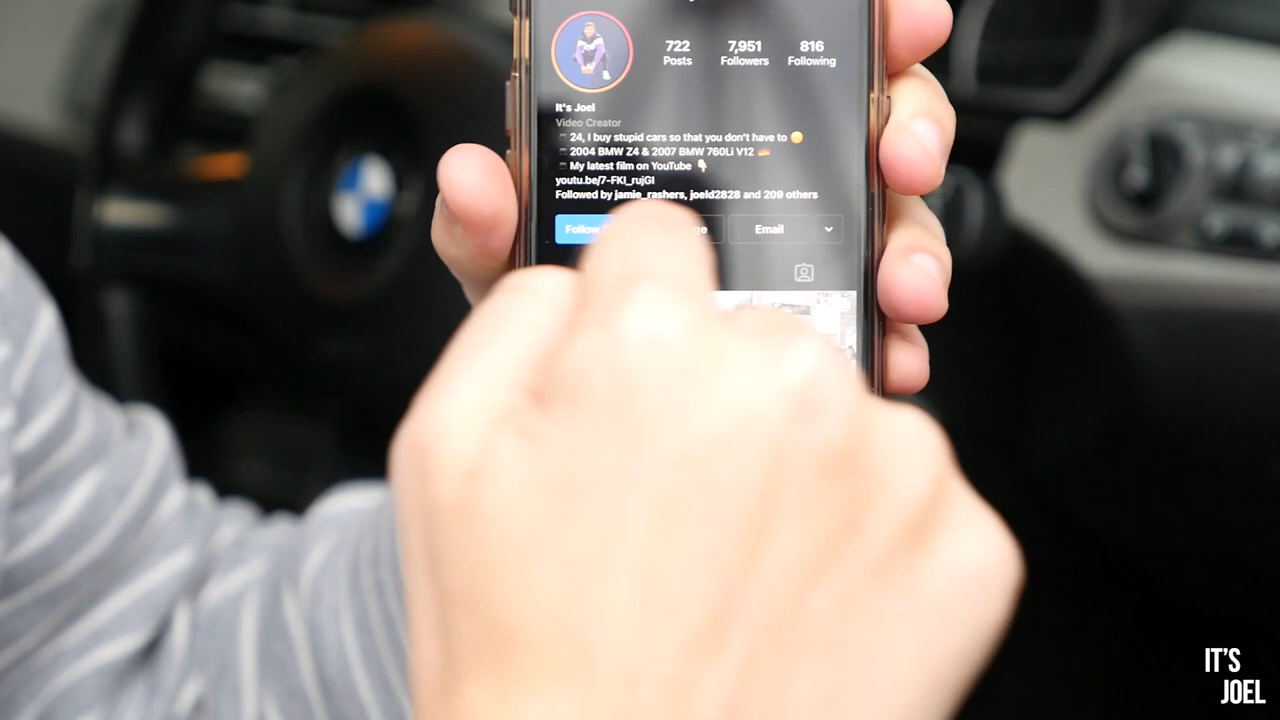 722 7,951 816
Posts Followers Following
It's Joel
Video Creator
24, I buy stupid cars so that you don't have to 😊
2004 BMW Z4 & 2007 BMW 760Li V12 🇩🇪
My latest film on YouTube 👇
youtu.be/7-FKI_rujGI
Followed by jamie_rashers, joeld2828 and 209 others
Follow Email
IT'S
JOEL